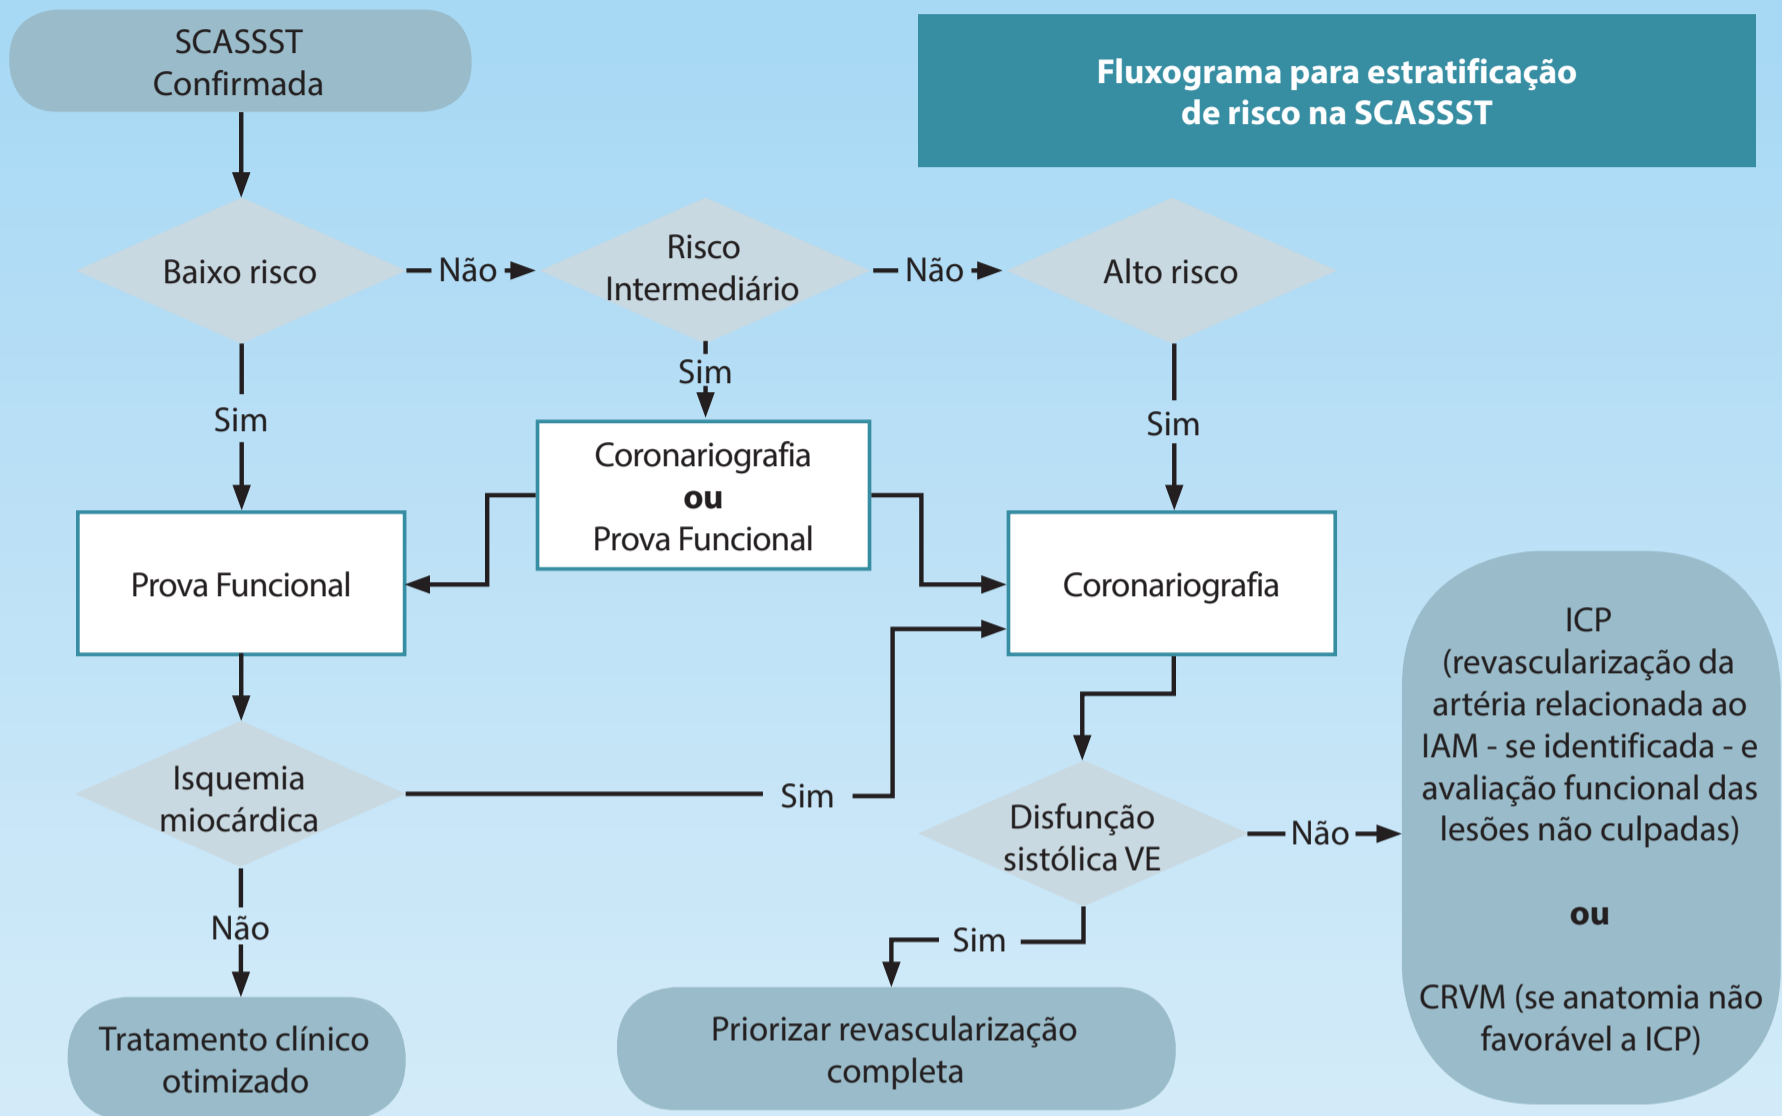 SCASSST
Confirmada
Fluxograma para estratificação
de risco na SCASSST
Baixo risco
Não
Risco
Intermediário
Não
Alto risco
Sim
Sim
Sim
Coronariografia
ou
Prova Funcional
Prova Funcional
Coronariografia
Isquemia
miocárdica
Sim
Disfunção
sistólica VE
Não
ICP
(revascularização da
artéria relacionada ao
IAM - se identificada - e
avaliação funcional das
lesões não culpadas)
ou
CRVM (se anatomia não
favorável a ICP)
Não
Sim
Tratamento clínico
otimizado
Priorizar revascularização
completa